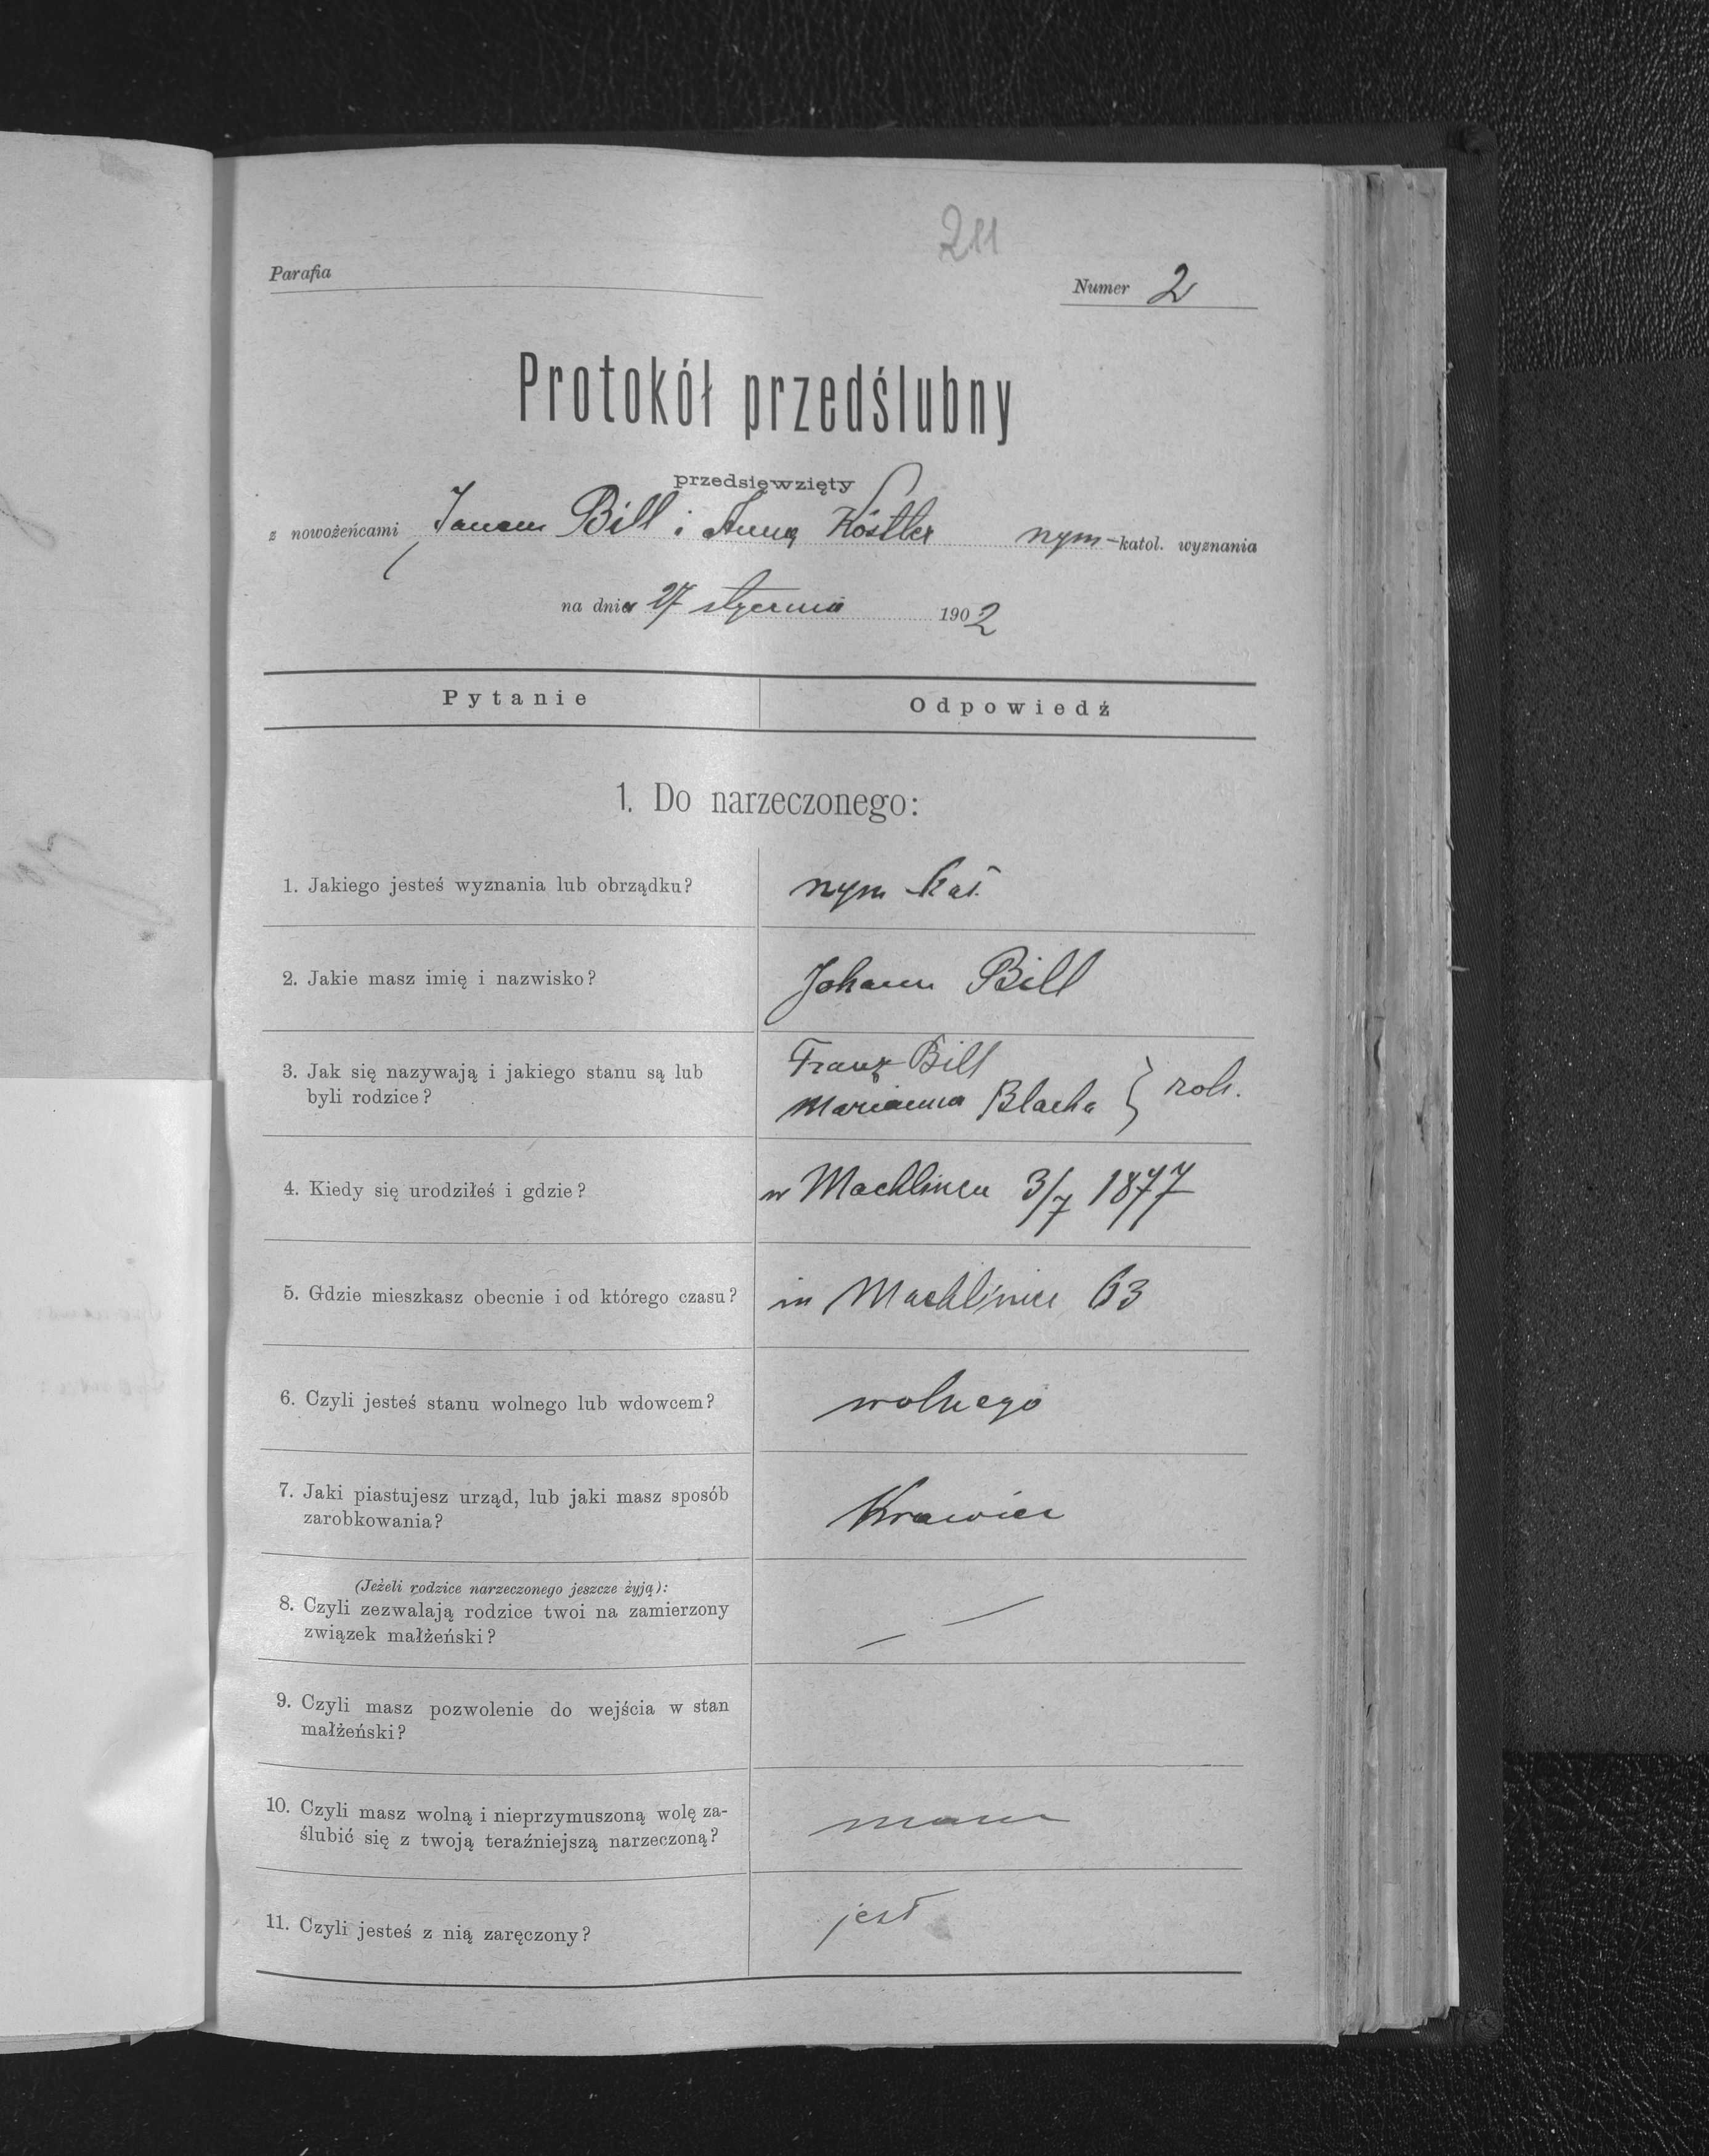 211
Parafia
Numer 2
Protokół przedślubny
przedsięwzięty
z nowożeńcami Janem Bill i Anną Köstler rzym-katol. wyznania
na dnia 27 stycznia 1902
Pytanie Odpowiedź
1. Do narzeczonego:
1. Jakiego jesteś wyznania lub obrządku? rzym kat.
2. Jakie masz imię i nazwisko? Johann Bill
3. Jak się nazywają i jakiego stanu są lub
byli rodzice?
Franz Bill
Marianna Blacha } rol.
4. Kiedy się urodziłeś i gdzie? w Machlincu 3/7 1877
5. Gdzie mieszkasz obecnie i od którego czasu? in Machliniec 63
6. Czyli jesteś stanu wolnego lub wdowcem? wolnego
7. Jaki piastujesz urząd, lub jaki masz sposób
zarobkowania?
Krawiec
(Jeżeli rodzice narzeczonego jeszcze żyją):
8. Czyli zezwalają rodzice twoi na zamierzony
związek małżeński?
— —
9. Czyli masz pozwolenie do wejścia w stan
małżeński?
10. Czyli masz wolną i nieprzymuszoną wolę za-
ślubić się z twoją teraźniejszą narzeczoną?
mam
11. Czyli jesteś z nią zaręczony? jest